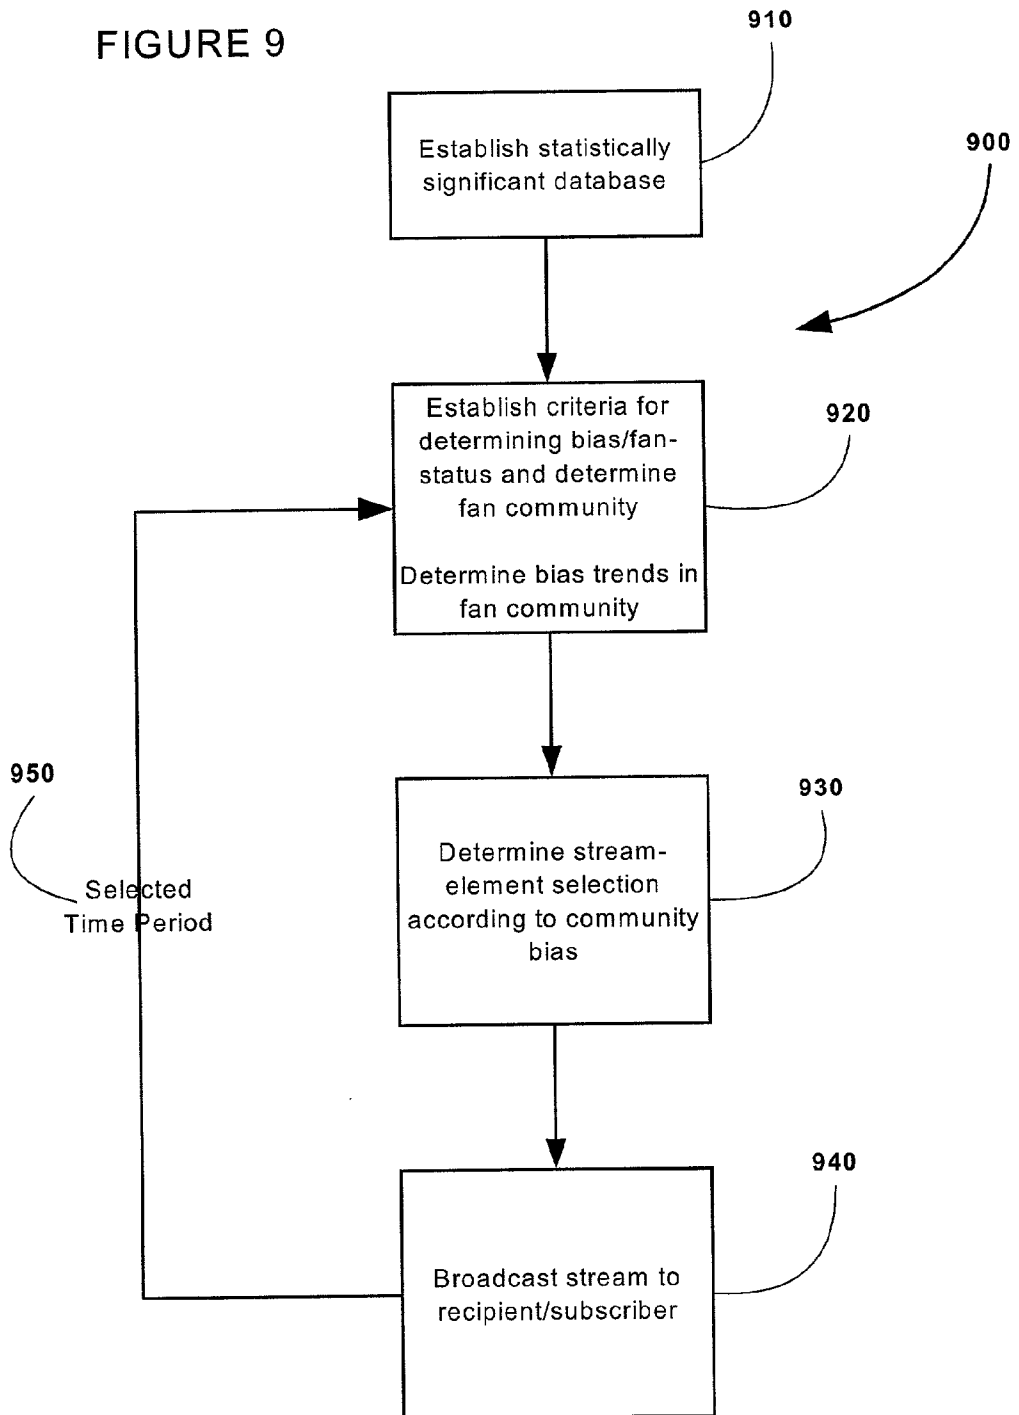 FIGURE 9
910
Establish statistically
significant database
900
Establish criteria for
determining bias/fan-
status and determine
fan community
Determine bias trends in
fan community
920
950
Selected
Time Period
930
Determine stream-
element selection
according to community
bias
940
Broadcast stream to
recipient/subscriber